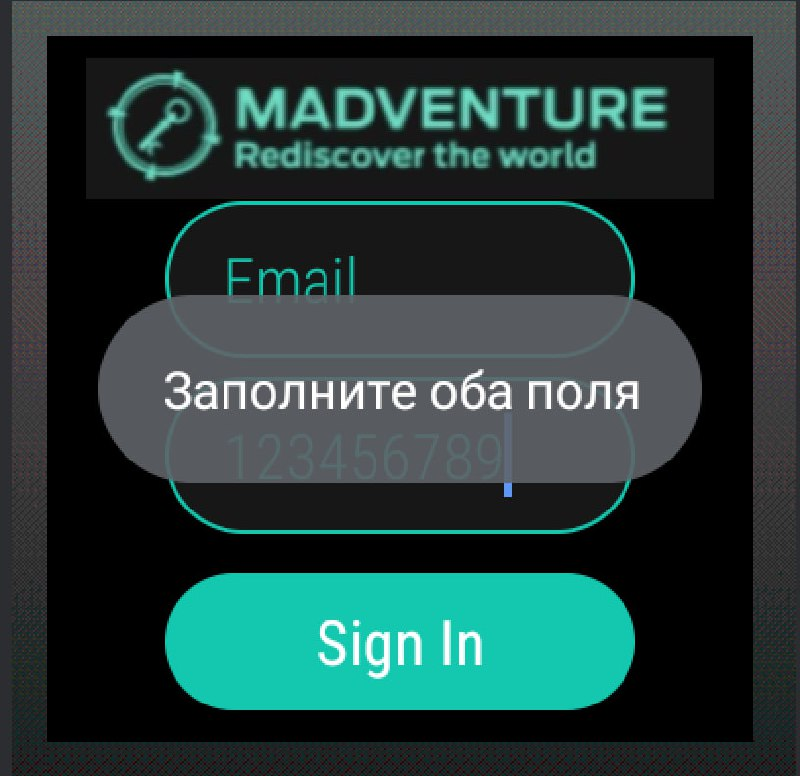 MADVENTURE
Rediscover the world
Email
Заполните оба поля
123456789
Sign In